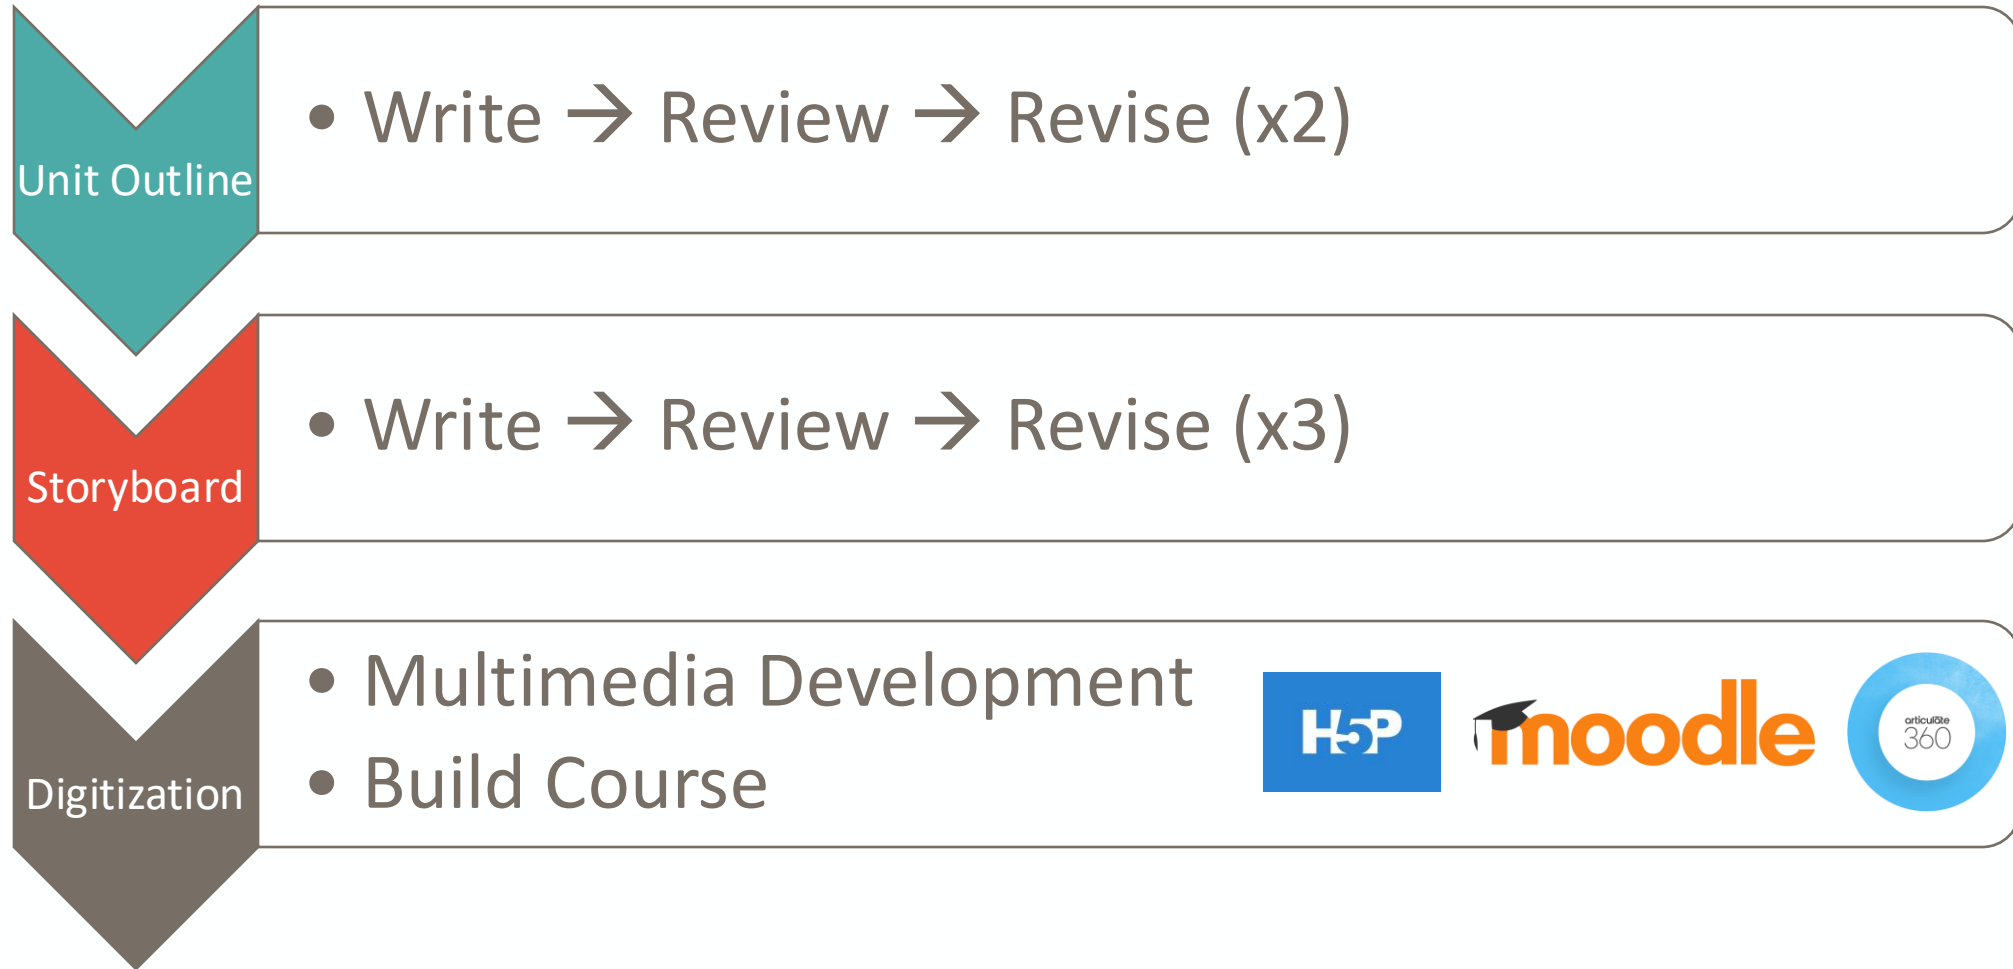 Unit Outline
• Write → Review → Revise (x2)
Storyboard
• Write → Review → Revise (x3)
Digitization
• Multimedia Development
• Build Course
H5P
moodle
articulate
360